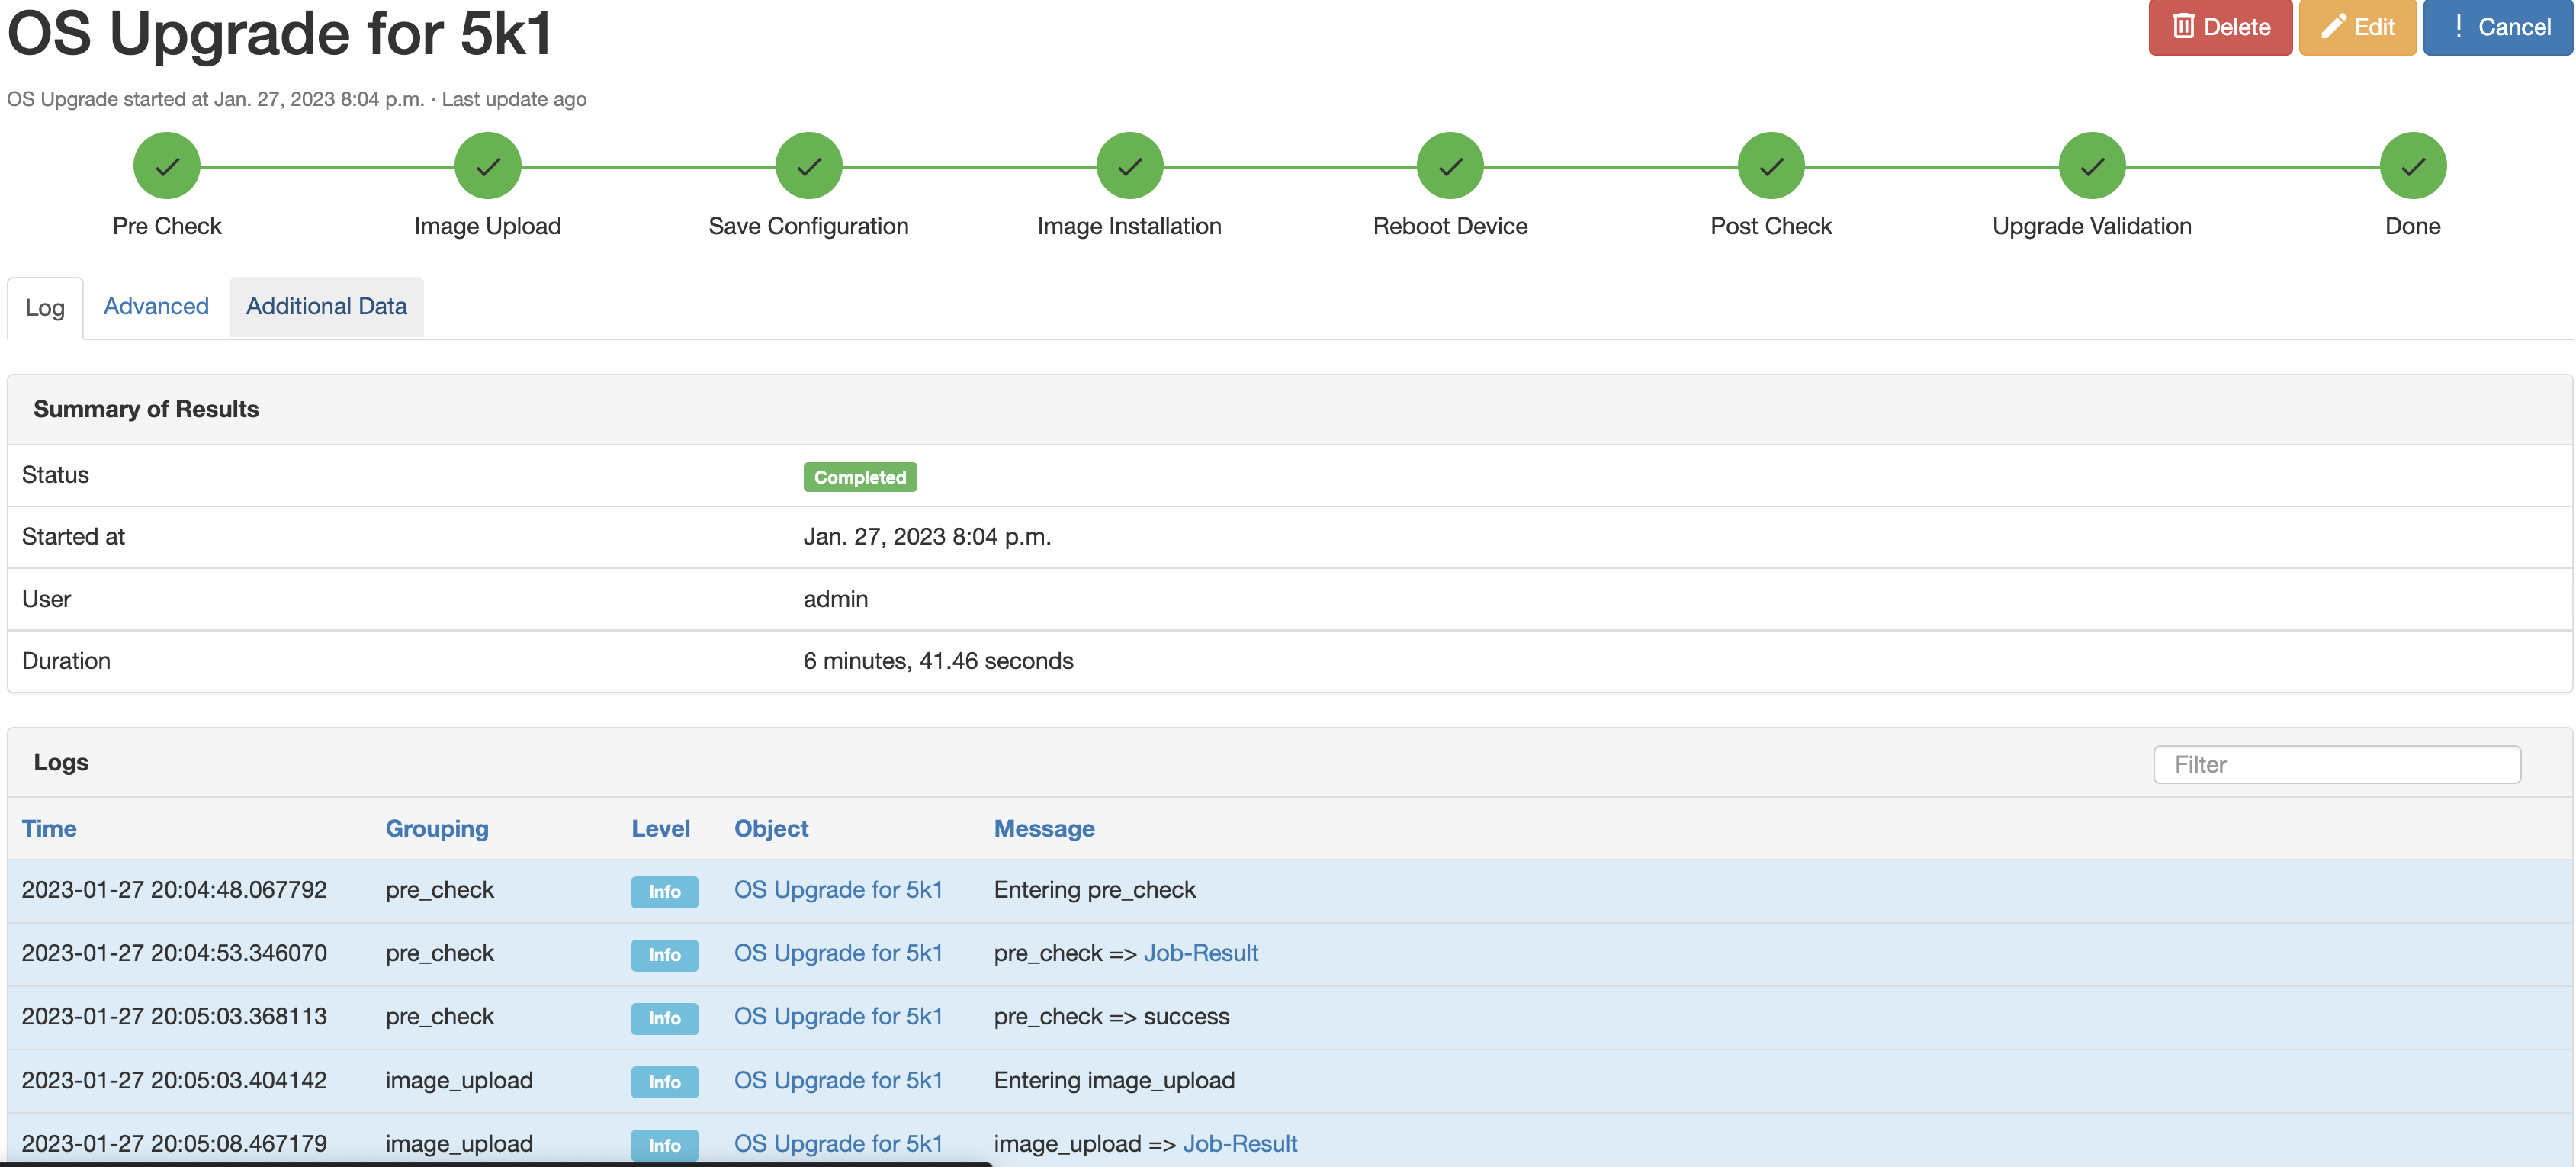 OS Upgrade for 5k1
Delete
Edit
! Cancel
OS Upgrade started at Jan. 27, 2023 8:04 p.m. · Last update ago
Pre Check
Image Upload
Save Configuration
Image Installation
Reboot Device
Post Check
Upgrade Validation
Done
Log
Advanced
Additional Data
Summary of Results
Status Completed
Started at Jan. 27, 2023 8:04 p.m.
User admin
Duration 6 minutes, 41.46 seconds
Logs
Filter
Time Grouping Level Object Message
2023-01-27 20:04:48.067792 pre_check Info OS Upgrade for 5k1 Entering pre_check
2023-01-27 20:04:53.346070 pre_check Info OS Upgrade for 5k1 pre_check => Job-Result
2023-01-27 20:05:03.368113 pre_check Info OS Upgrade for 5k1 pre_check => success
2023-01-27 20:05:03.404142 image_upload Info OS Upgrade for 5k1 Entering image_upload
2023-01-27 20:05:08.467179 image_upload Info OS Upgrade for 5k1 image_upload => Job-Result